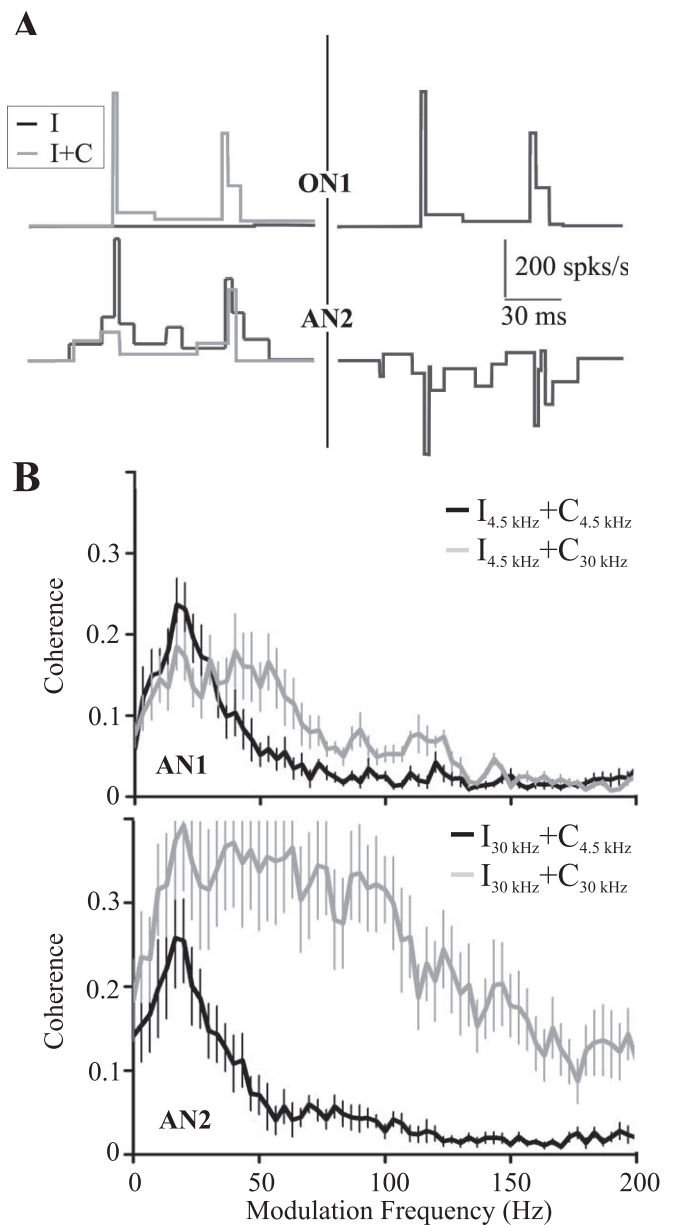 A
I
I+C
ON1
200 spks/s
30 ms
AN2
B
I4.5 kHz+C4.5 kHz
I4.5 kHz+C30 kHz
0.3
0.2
0.1
0
Coherence
AN1
I30 kHz+C4.5 kHz
I30 kHz+C30 kHz
0.3
0.2
0.1
0
Coherence
AN2
0 50 100 150 200
Modulation Frequency (Hz)